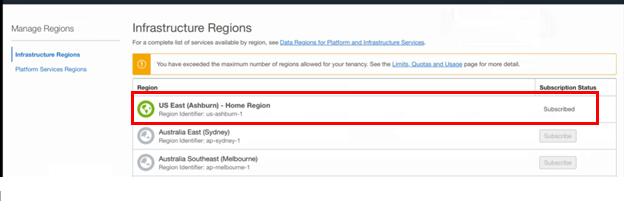 Manage Regions
Infrastructure Regions
Platform Services Regions
Infrastructure Regions
For a complete list of services available by region, see Data Regions for Platform and Infrastructure Services.
You have exceeded the maximum number of regions allowed for your tenancy. See the Limits, Quotas and Usage page for more detail.
Region Subscription Status
US East (Ashburn) - Home Region
Region Identifier: us-ashburn-1
Subscribed
Australia East (Sydney)
Region Identifier: ap-sydney-1
Subscribe
Australia Southeast (Melbourne)
Region Identifier: ap-melbourne-1
Subscribe